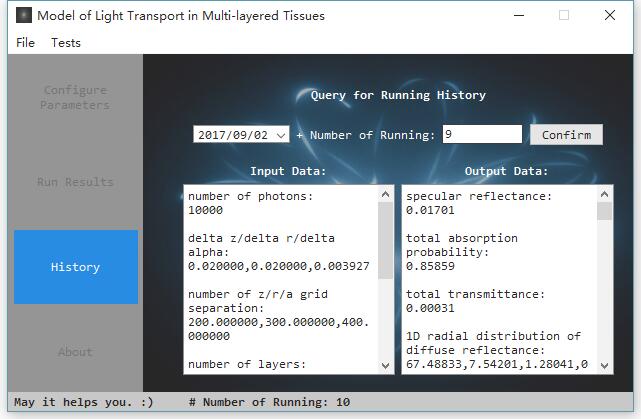 Model of Light Transport in Multi-layered Tissues
File Tests
Configure
Parameters
Run Results
History
About
Query for Running History
2017/09/02 + Number of Running: 9 Confirm
Input Data:
number of photons:
10000
delta z/delta r/delta
alpha:
0.020000,0.020000,0.003927
number of z/r/a grid
separation:
200.000000,300.000000,400.
000000
number of layers:
Output Data:
specular reflectance:
0.01701
total absorption
probability:
0.85859
total transmittance:
0.00031
1D radial distribution of
diffuse reflectance:
67.48833,7.54201,1.28041,0
May it helps you. :) # Number of Running: 10